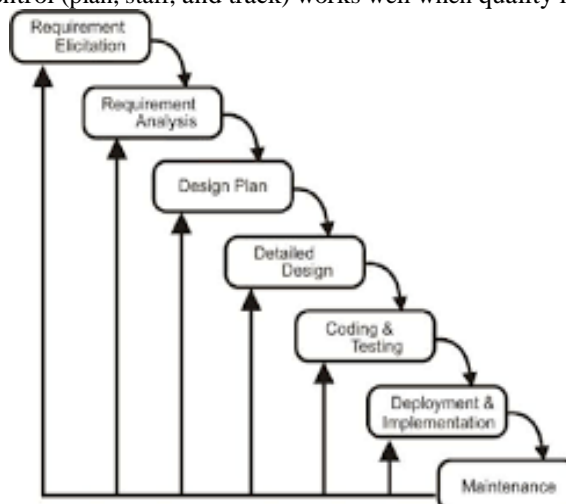 ntrol (plan, staff, and track) works well when quality i
Requirement
Elicitation
Requirement
Analysis
Design Plan
Detailed
Design
Coding &
Testing
Deployment &
Implementation
Maintenance